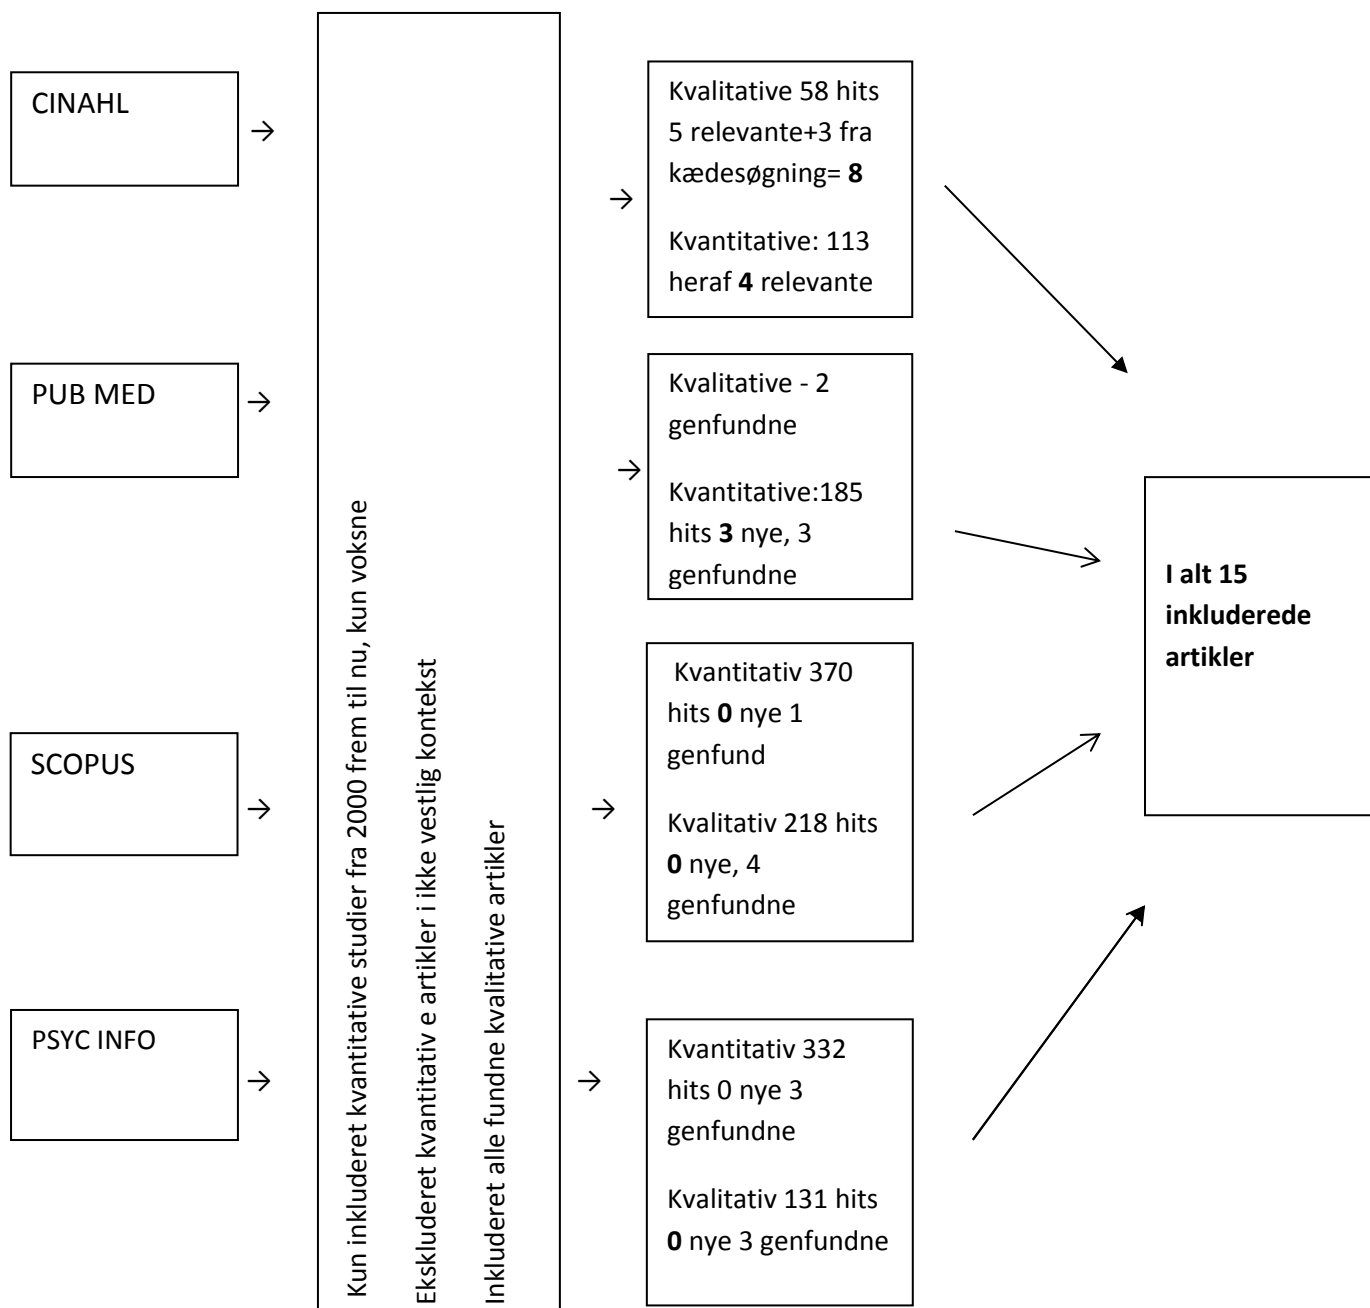 CINAHL
PUB MED
SCOPUS
PSYC INFO
Kun inkluderet kvantitative studier fra 2000 frem til nu, kun voksne
Ekskluderet kvantitativ e artikler i ikke vestlig kontekst
Inkluderet alle fundne kvalitative artikler
Kvalitative 58 hits
5 relevante+3 fra
kædesøgning= 8
Kvantitative: 113
heraf 4 relevante
Kvalitative - 2
genfundne
Kvantitative:185
hits 3 nye, 3
genfundne
Kvantitativ 370
hits 0 nye 1
genfund
Kvalitativ 218 hits
0 nye, 4
genfundne
Kvantitativ 332
hits 0 nye 3
genfundne
Kvalitativ 131 hits
0 nye 3 genfundne
I alt 15
inkluderede
artikler